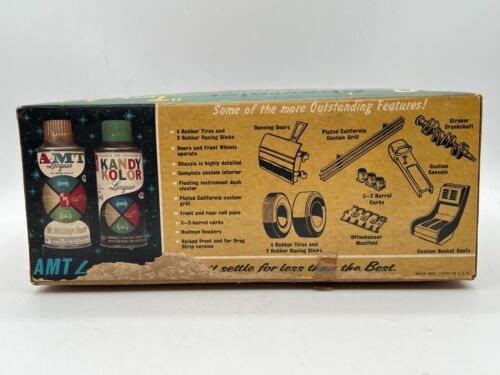 Some of the more Outstanding Features!
AMT
Lacquer
KANDY
KOLOR
Lacquer
• 4 Rubber Tires and
2 Rubber Racing Slicks
• Doors and Front Wheels
operate
• Chassis is highly detailed
• Complete custom interior
• Floating instrument dash
cluster
• Plated California custom
grill
• Front and rear roll pans
• 3-2-barrel carbs
• Hodman headers
• Raised front end for Drag
Strip version
Opening Doors
Plated California
Custom Grill
Stroker
Crankshaft
Custom
Console
3-2 Barrel
Carbs
4 Rubber Tires and
2 Rubber Racing Slicks
Offenhauser
Manifold
Custom Bucket Seats
AMT
't settle for less than the Best.
MADE AND LITHO IN U.S.A.